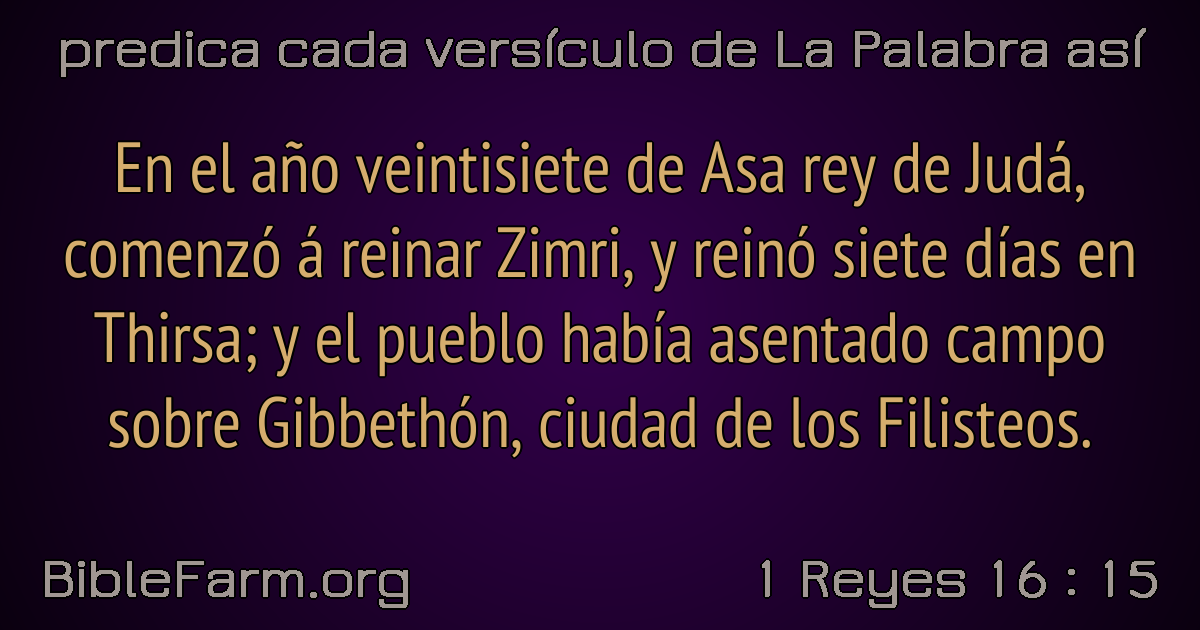 predica cada versículo de La Palabra así
En el año veintisiete de Asa rey de Judá,
comenzó á reinar Zimri, y reinó siete días en
Thirsa; y el pueblo había asentado campo
sobre Gibbethón, ciudad de los Filisteos.
BibleFarm.org
1 Reyes 16 : 15